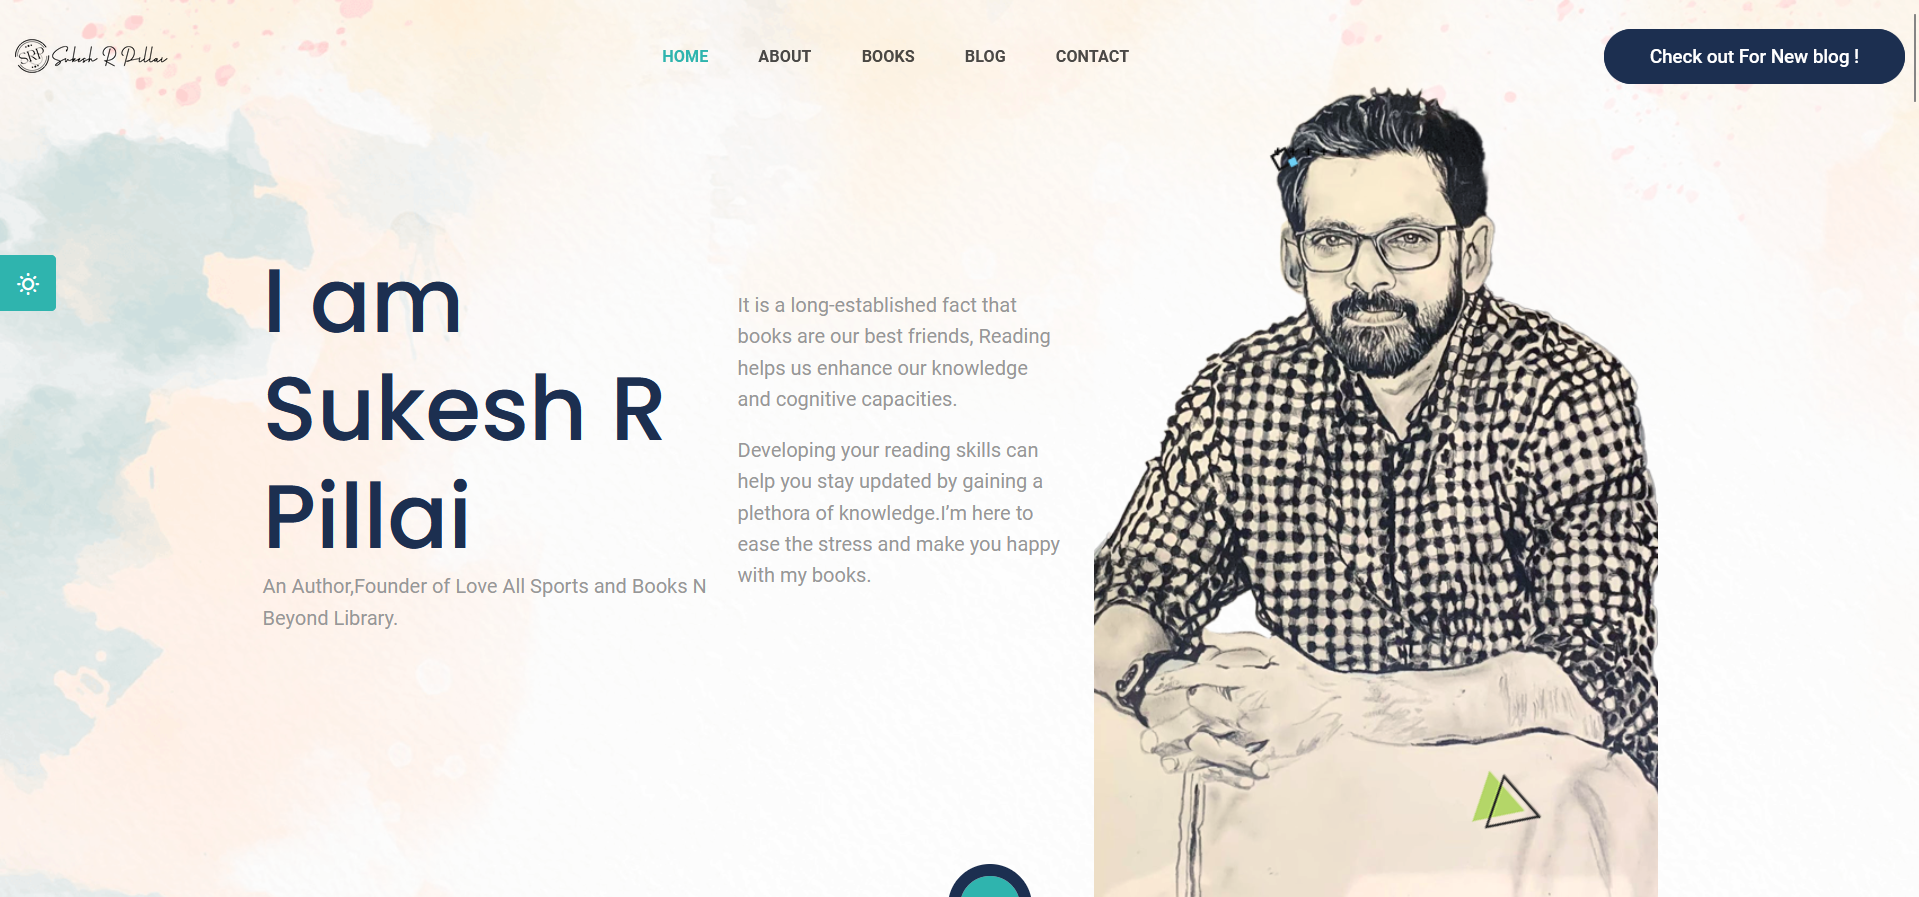 SRP Sukesh R Pillai
HOME ABOUT BOOKS BLOG CONTACT
Check out For New blog !
I am
Sukesh R
Pillai
An Author,Founder of Love All Sports and Books N
Beyond Library.
It is a long-established fact that
books are our best friends, Reading
helps us enhance our knowledge
and cognitive capacities.
Developing your reading skills can
help you stay updated by gaining a
plethora of knowledge.I’m here to
ease the stress and make you happy
with my books.